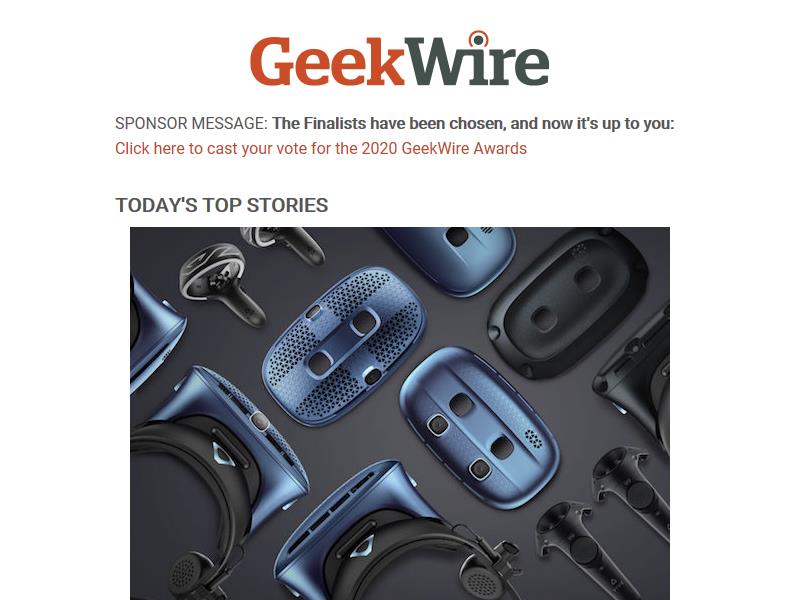 GeekWire
SPONSOR MESSAGE: The Finalists have been chosen, and now it's up to you:
Click here to cast your vote for the 2020 GeekWire Awards
TODAY'S TOP STORIES